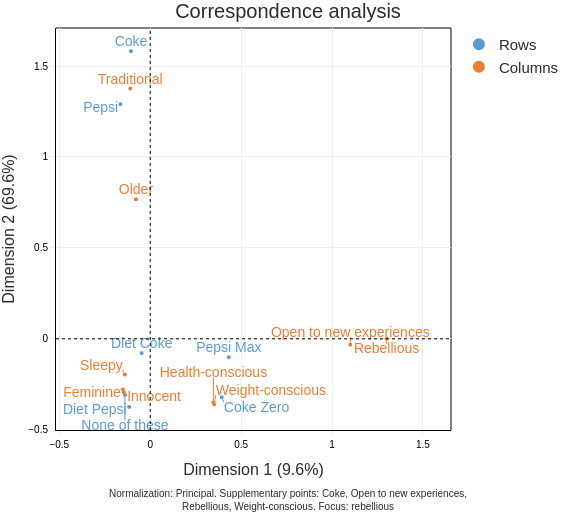 Correspondence analysis
Rows
Columns
Coke
Traditional
Pepsi
Older
Diet Coke
Pepsi Max
Open to new experiences
Rebellious
Sleepy
Health-conscious
Feminine
Innocent
Weight-conscious
Diet Pepsi
Coke Zero
None of these
1.5
1
0.5
0
−0.5
−0.5
0
0.5
1
1.5
Dimension 2 (69.6%)
Dimension 1 (9.6%)
Normalization: Principal. Supplementary points: Coke, Open to new experiences,
Rebellious, Weight-conscious. Focus: rebellious